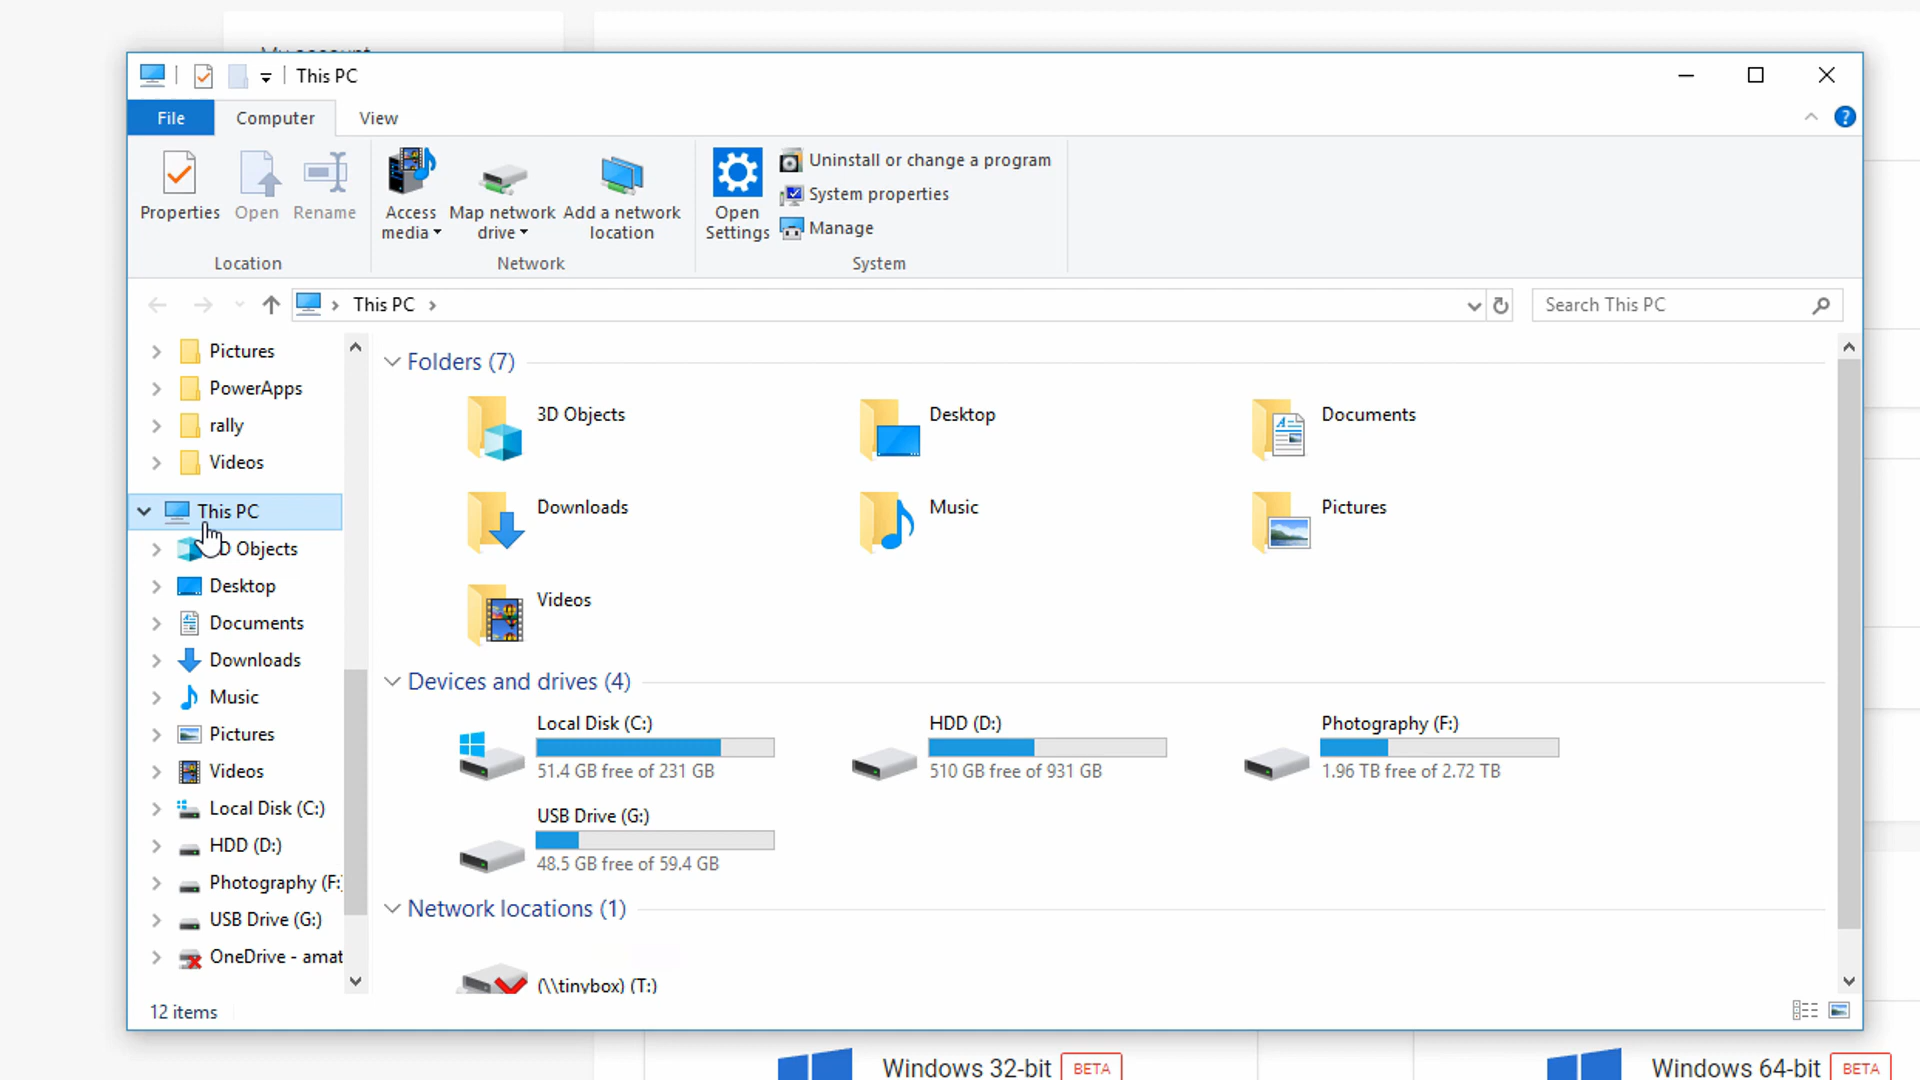 My account
This PC
File
Computer
View
Properties
Open
Rename
Location
Access media
Map network drive
Add a network location
Network
Open Settings
Uninstall or change a program
System properties
Manage
System
This PC
Search This PC
Pictures
PowerApps
rally
Videos
This PC
D Objects
Desktop
Documents
Downloads
Music
Pictures
Videos
Local Disk (C:)
HDD (D:)
Photography (F:
USB Drive (G:)
OneDrive - amat
Folders (7)
3D Objects
Desktop
Documents
Downloads
Music
Pictures
Videos
Devices and drives (4)
Local Disk (C:)
51.4 GB free of 231 GB
HDD (D:)
510 GB free of 931 GB
Photography (F:)
1.96 TB free of 2.72 TB
USB Drive (G:)
48.5 GB free of 59.4 GB
Network locations (1)
(\\tinybox) (T:)
12 items
Windows 32-bit BETA
Windows 64-bit BETA